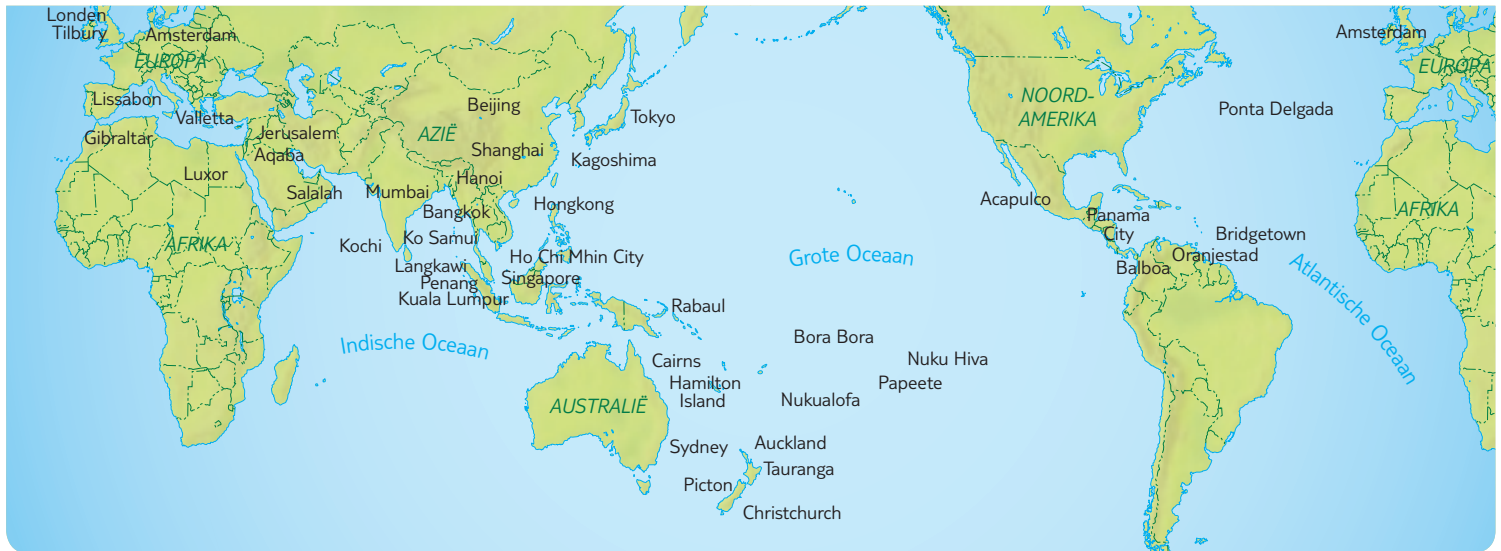 Londen
Tilbury
Amsterdam
EUROPA
Lissabon
Valletta
Gibraltar
Jerusalem
Aqaba
Luxor
Salalah
AFRIKA
AZIË
Beijing
Tokyo
Shanghai
Kagoshima
Hanoi
Mumbai
Bangkok
Hongkong
Kochi
Ko Samui
Ho Chi Mhin City
Langkawi
Singapore
Penang
Kuala Lumpur
Indische Oceaan
Rabaul
Cairns
Hamilton
Island
AUSTRALIË
Sydney
Auckland
Tauranga
Picton
Christchurch
Grote Oceaan
Bora Bora
Nuku Hiva
Papeete
Nukualofa
NOORD-
AMERIKA
Acapulco
Panama
City
Balboa
Bridgetown
Oranjestad
Ponta Delgada
Atlantische Oceaan
Amsterdam
EUROPA
AFRIKA